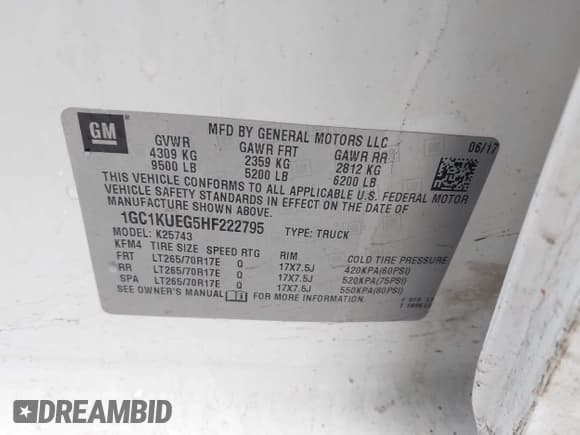 GM®
MFD BY GENERAL MOTORS LLC
06/17
GVWR GAWR FRT GAWR RR
4309 KG 2359 KG 2812 KG
9500 LB 5200 LB 6200 LB
THIS VEHICLE CONFORMS TO ALL APPLICABLE U.S. FEDERAL MOTOR
VEHICLE SAFETY STANDARDS IN EFFECT ON THE DATE OF
MANUFACTURE SHOWN ABOVE.
1GC1KUEG5HF222795 TYPE: TRUCK
MODEL: K25743
KFM4 TIRE SIZE SPEED RTG RIM COLD TIRE PRESSURE
FRT LT265/70R17E Q 17X7.5J 420KPA(60PSI)
RR LT265/70R17E Q 17X7.5J 520KPA(75PSI)
SPA LT265/70R17E Q 17X7.5J 550KPA(80PSI)
SEE OWNER'S MANUAL FOR MORE INFORMATION.
DREAMBID